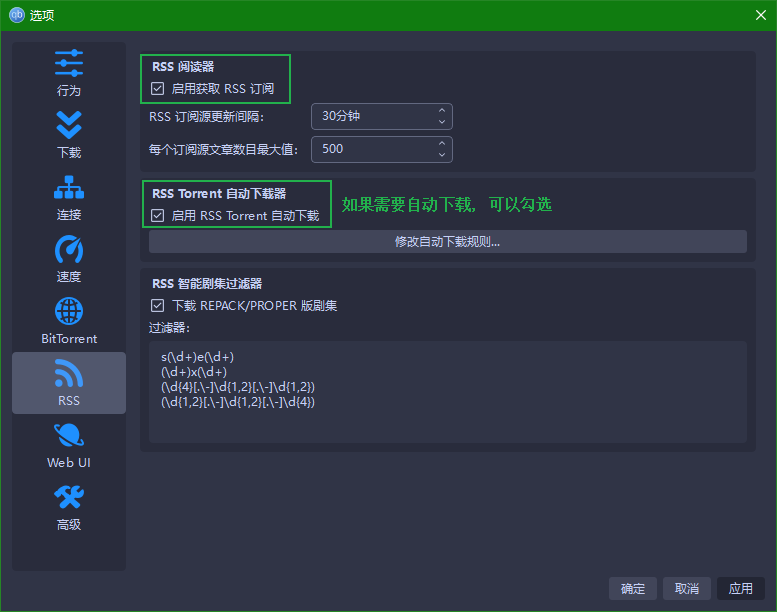 qb 选项
行为
下载
连接
速度
BitTorrent
RSS
Web UI
高级
RSS 阅读器
启用获取 RSS 订阅
RSS 订阅源更新间隔: 30分钟
每个订阅源文章数目最大值: 500
RSS Torrent 自动下载器
启用 RSS Torrent 自动下载
如果需要自动下载，可以勾选
修改自动下载规则...
RSS 智能剧集过滤器
下载 REPACK/PROPER 版剧集
过滤器:
s(\d+)e(\d+)
(\d+)x(\d+)
(\d{4}[.\-]\d{1,2}[.\-]\d{1,2})
(\d{1,2}[.\-]\d{1,2}[.\-]\d{4})
确定 取消 应用